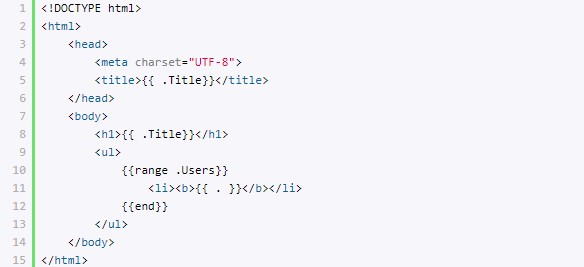 1 <!DOCTYPE html>
2 <html>
3     <head>
4         <meta charset="UTF-8">
5         <title>{{ .Title}}</title>
6     </head>
7     <body>
8         <h1>{{ .Title}}</h1>
9         <ul>
10             {{range .Users}}
11                 <li><b>{{ . }}</b></li>
12             {{end}}
13         </ul>
14     </body>
15 </html>